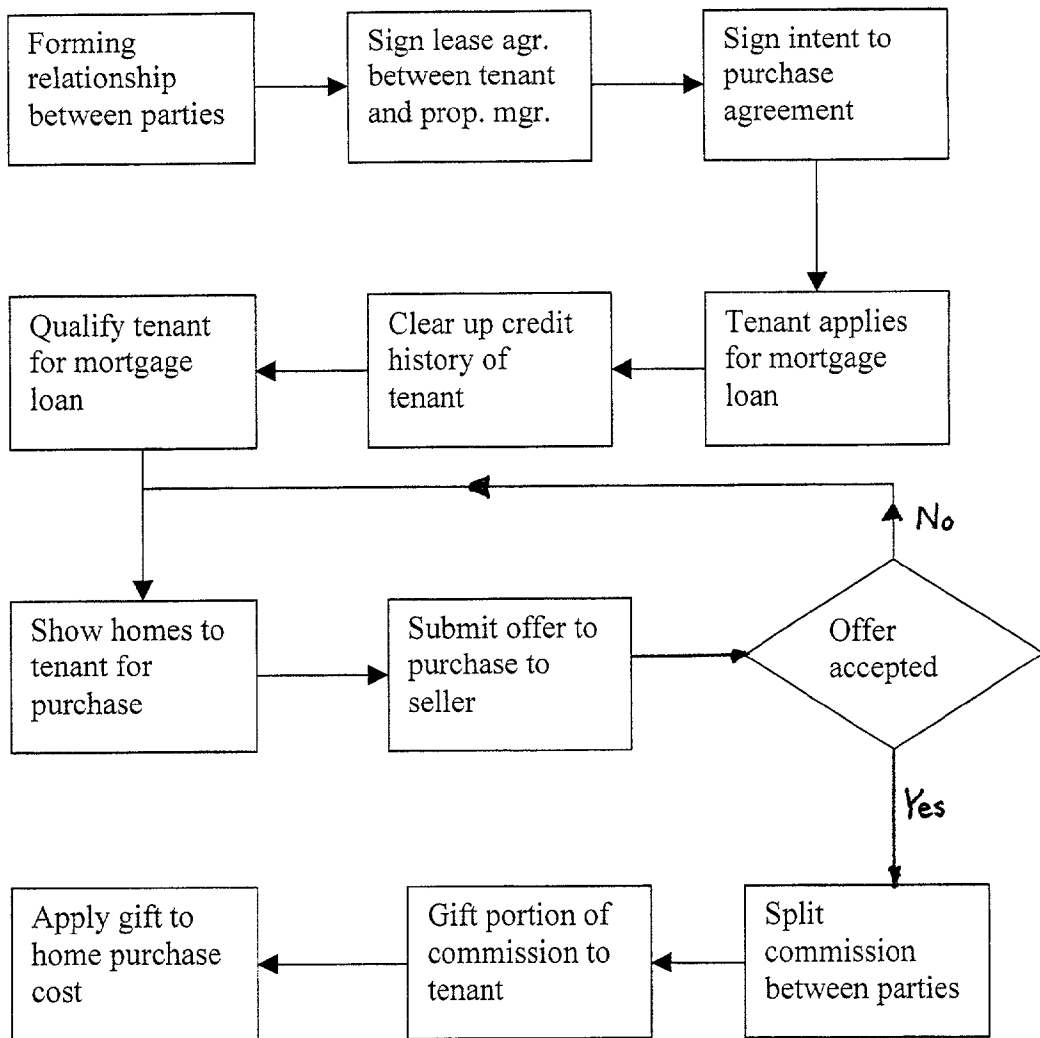 Forming
relationship
between parties
Sign lease agr.
between tenant
and prop. mgr.
Sign intent to
purchase
agreement
Tenant applies
for mortgage
loan
Clear up credit
history of
tenant
Qualify tenant
for mortgage
loan
Show homes to
tenant for
purchase
Submit offer to
purchase to
seller
Offer
accepted
No
Yes
Split
commission
between parties
Gift portion of
commission to
tenant
Apply gift to
home purchase
cost